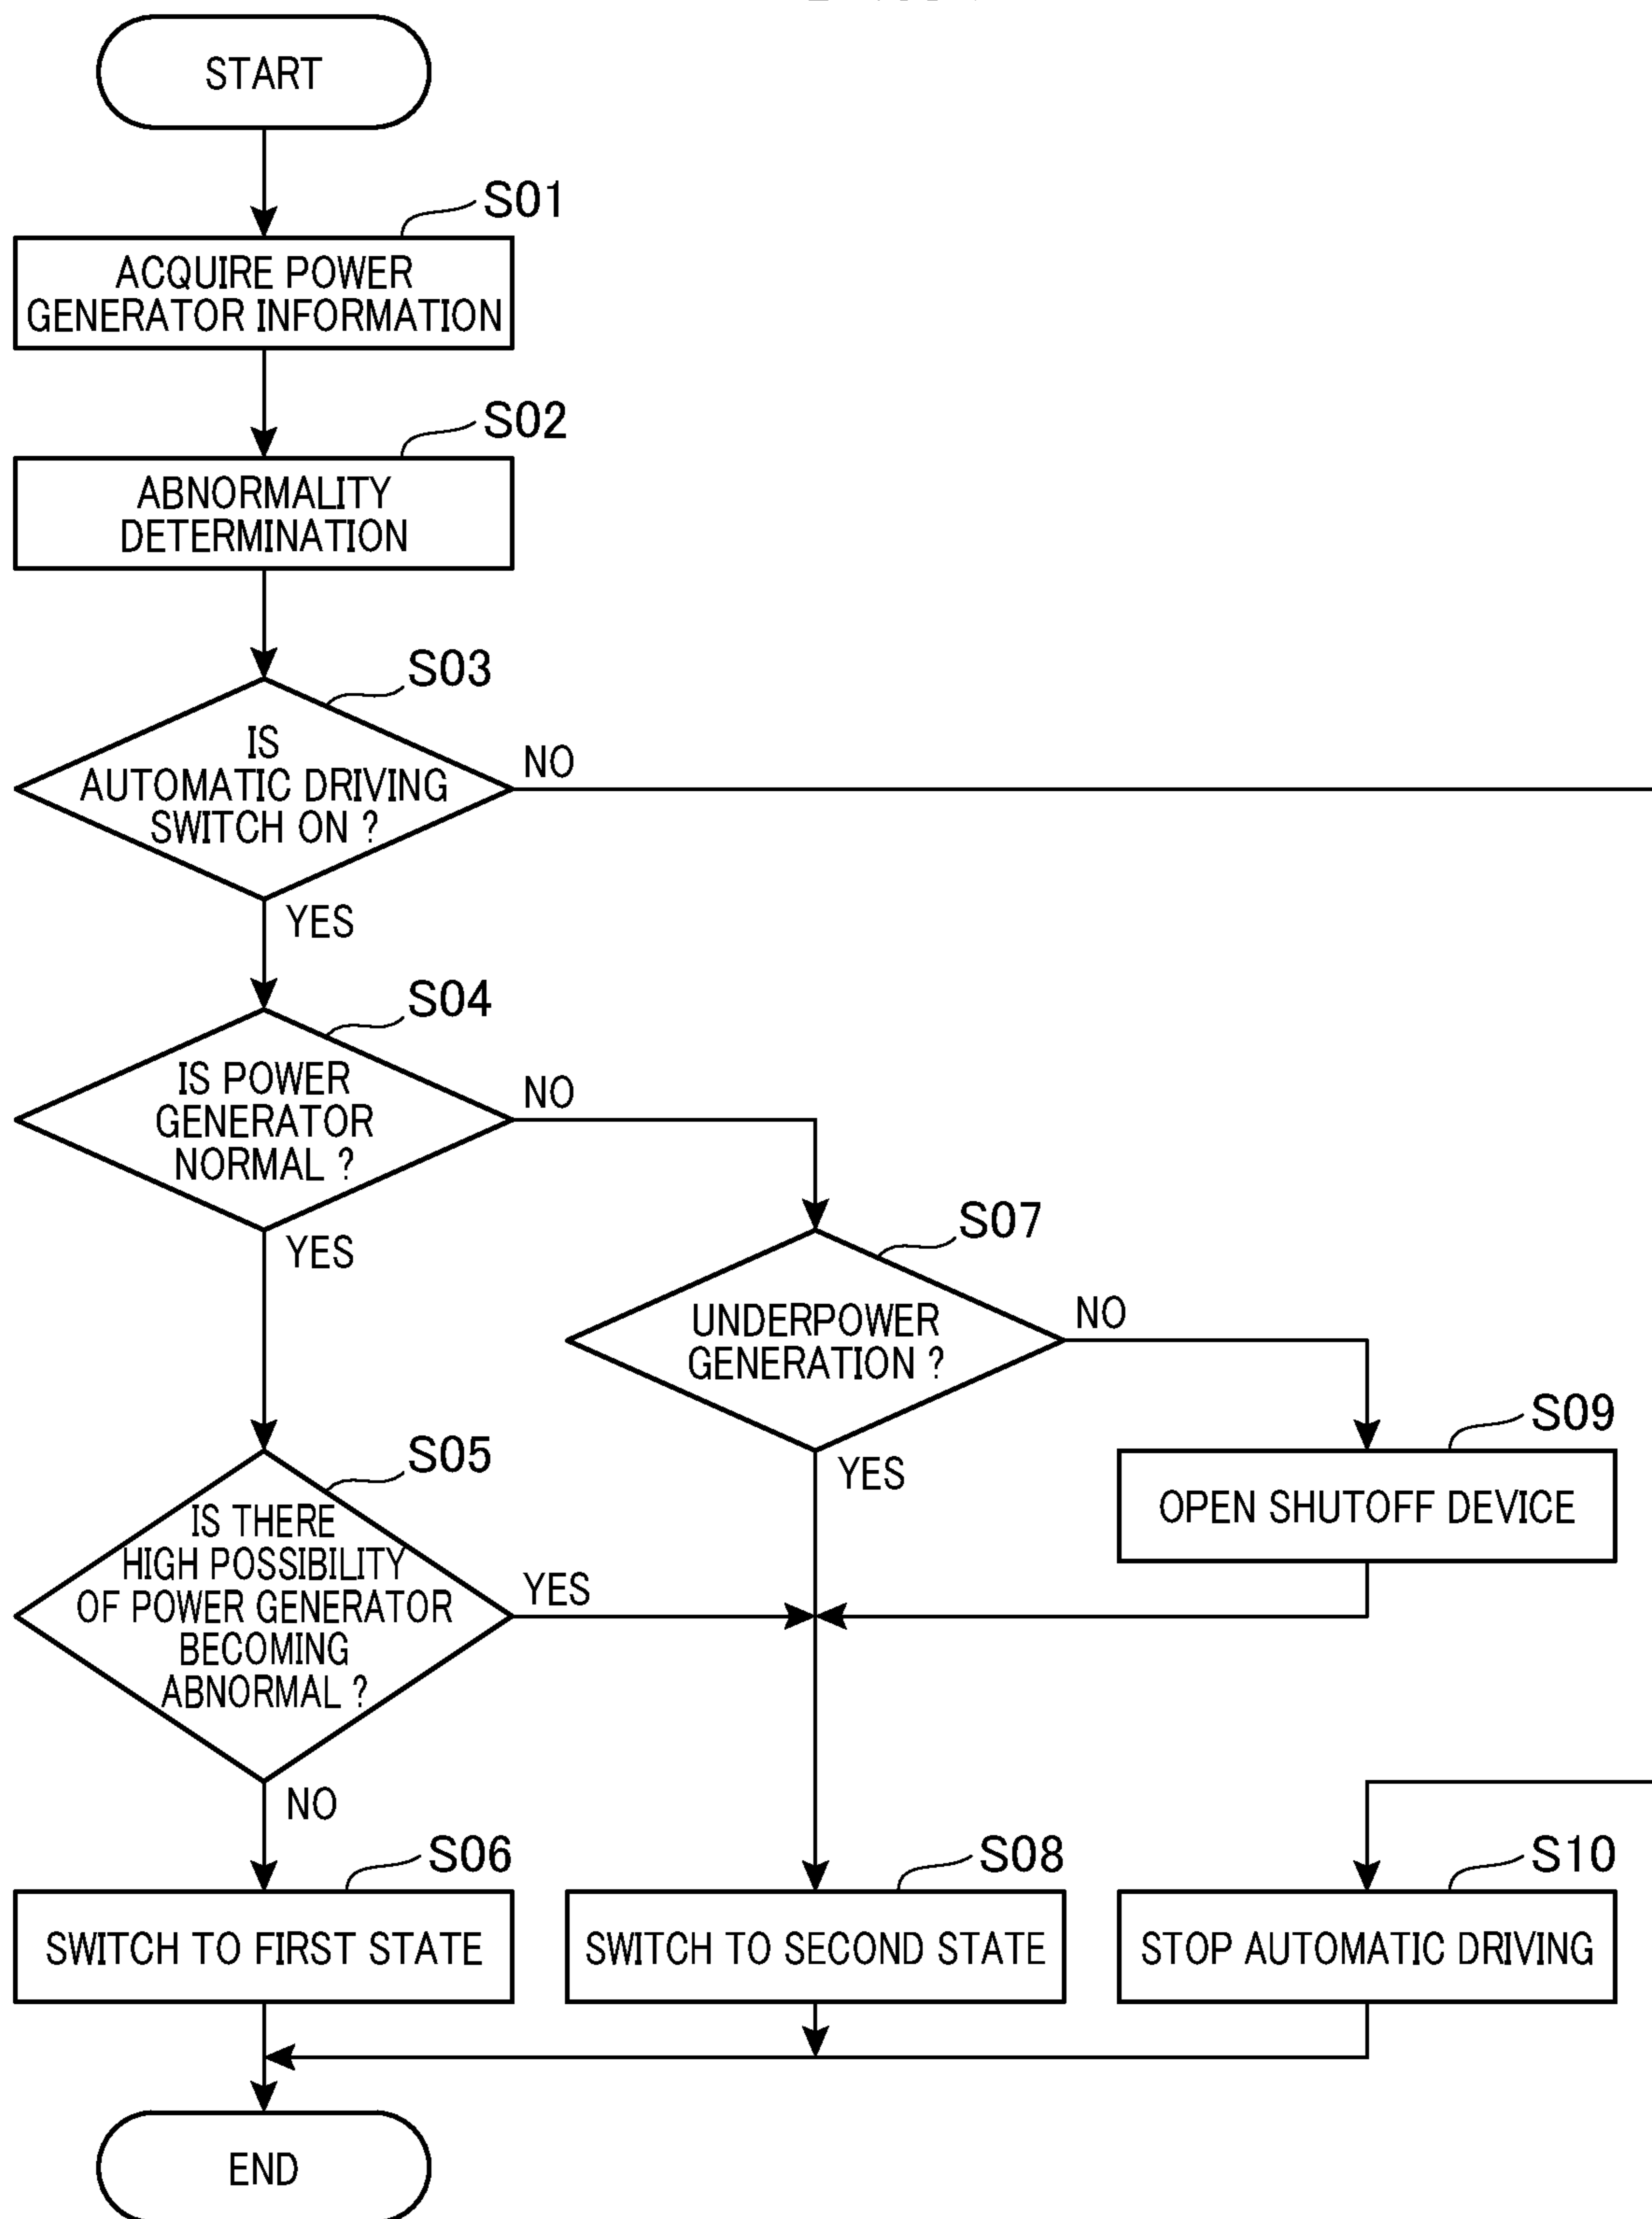 START
S01
ACQUIRE POWER
GENERATOR INFORMATION
S02
ABNORMALITY
DETERMINATION
S03
IS
AUTOMATIC DRIVING
SWITCH ON ?
NO
YES
S04
IS POWER
GENERATOR
NORMAL ?
NO
YES
S07
UNDERPOWER
GENERATION ?
NO
YES
S09
OPEN SHUTOFF DEVICE
S05
IS THERE
HIGH POSSIBILITY
OF POWER GENERATOR
BECOMING
ABNORMAL ?
YES
NO
S06
SWITCH TO FIRST STATE
S08
SWITCH TO SECOND STATE
S10
STOP AUTOMATIC DRIVING
END